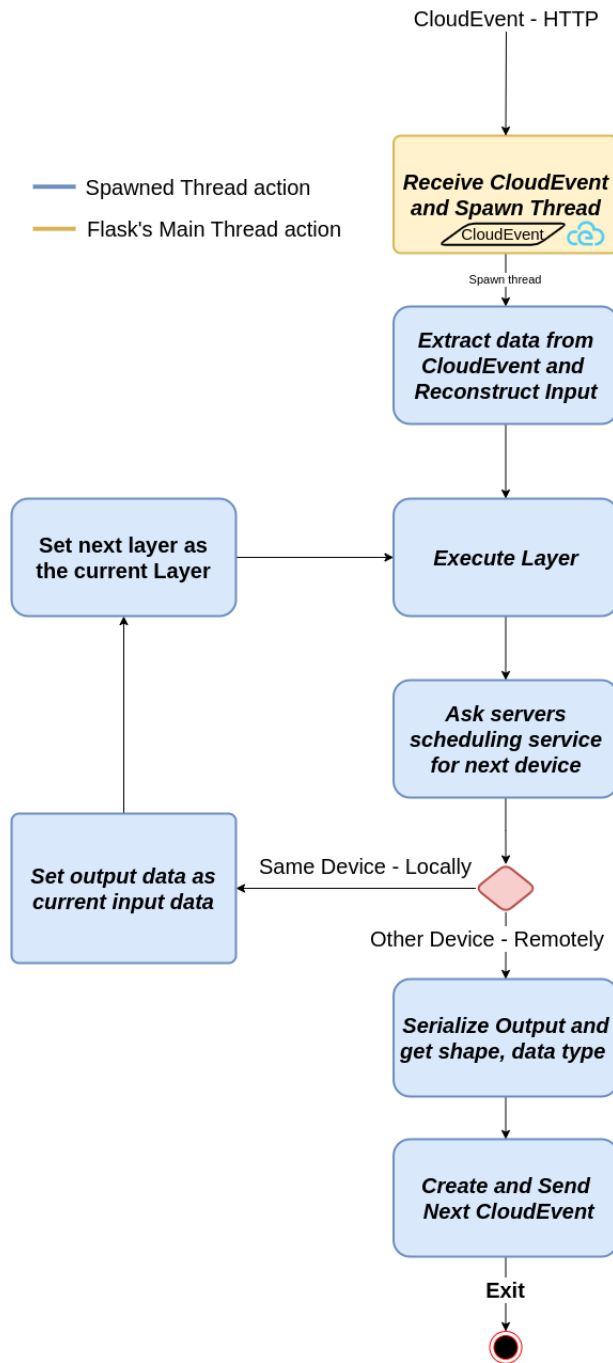 CloudEvent - HTTP
Spawned Thread action
Flask's Main Thread action
Receive CloudEvent
and Spawn Thread
CloudEvent
Spawn thread
Extract data from
CloudEvent and
Reconstruct Input
Set next layer as
the current Layer
Execute Layer
Ask servers
scheduling service
for next device
Same Device - Locally
Set output data as
current input data
Other Device - Remotely
Serialize Output and
get shape, data type
Create and Send
Next CloudEvent
Exit